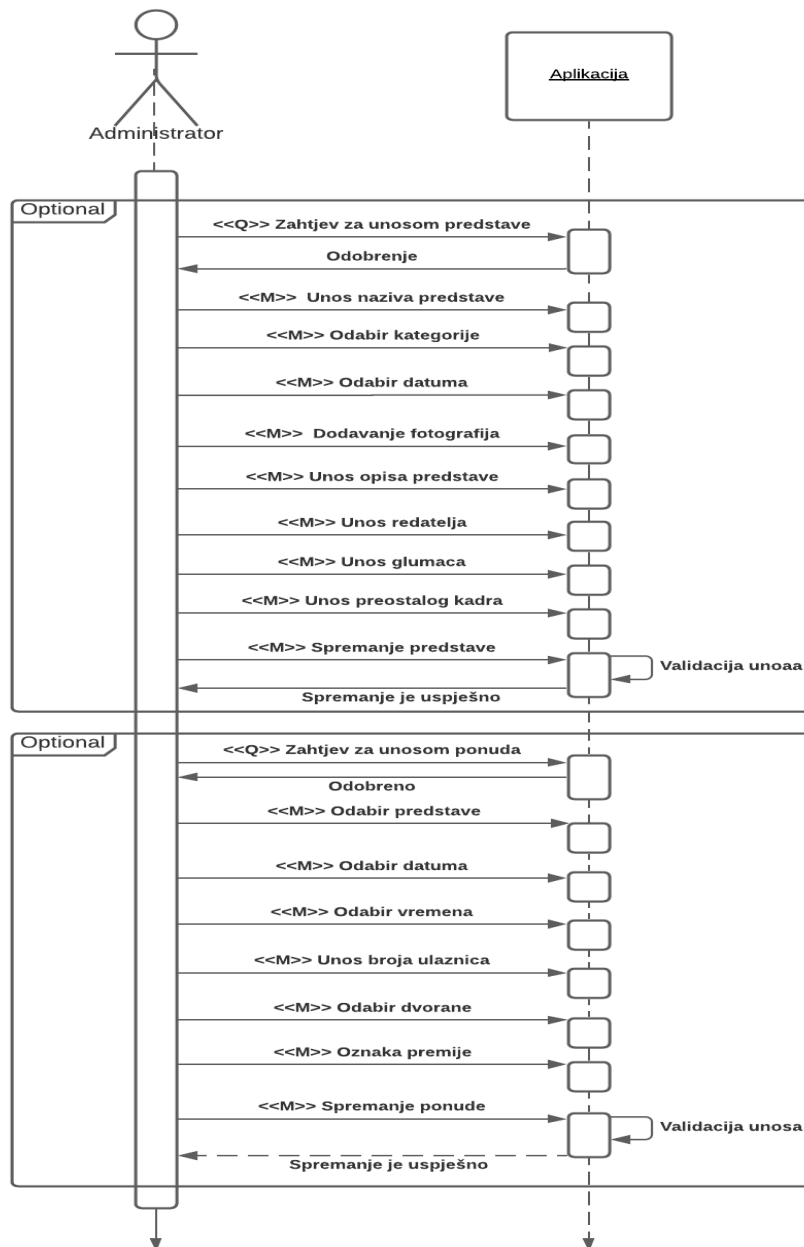 Aplikacija
Administrator
Optional
<<Q>> Zahtjev za unosom predstave
Odobrenje
<<M>> Unos naziva predstave
<<M>> Odabir kategorije
<<M>> Odabir datuma
<<M>> Dodavanje fotografija
<<M>> Unos opisa predstave
<<M>> Unos redatelja
<<M>> Unos glumaca
<<M>> Unos preostalog kadra
<<M>> Spremanje predstave
Validacija unoaa
Spremanje je uspješno
Optional
<<Q>> Zahtjev za unosom ponuda
Odobreno
<<M>> Odabir predstave
<<M>> Odabir datuma
<<M>> Odabir vremena
<<M>> Unos broja ulaznica
<<M>> Odabir dvorane
<<M>> Oznaka premije
<<M>> Spremanje ponude
Validacija unosa
Spremanje je uspješno